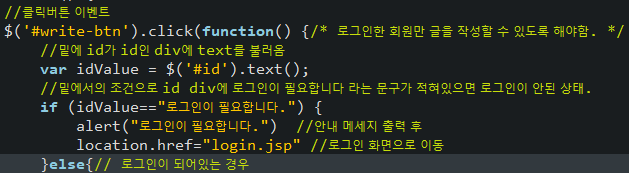 //클릭버튼 이벤트
$('#write-btn').click(function() {/* 로그인한 회원만 글을 작성할 수 있도록 해야함. */
//밑에 id가 id인 div에 text를 불러옴
var idValue = $('#id').text();
//밑에서의 조건으로 id div에 로그인이 필요합니다 라는 문구가 적혀있으면 로그인이 안된 상태.
if (idValue=="로그인이 필요합니다.") {
alert("로그인이 필요합니다.") //안내 메세지 출력 후
location.href="login.jsp" //로그인 화면으로 이동
}else{// 로그인이 되어있는 경우